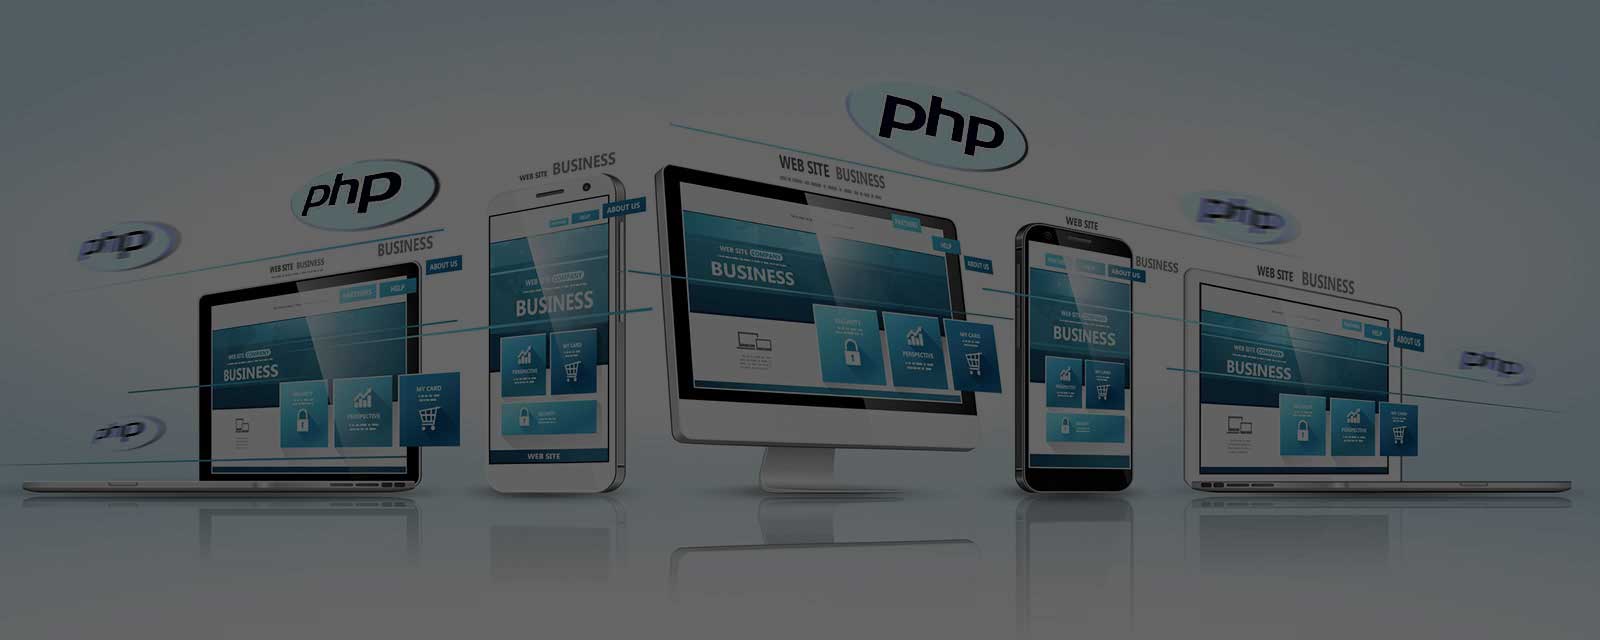 php
php
WEB SITE BUSINESS
BUSINESS
ABOUT US
PARTNERS
HELP
WEB SITE COMPANY
BUSINESS
SECURITY
PERSPECTIVE
MY CARD
php
WEB SITE BUSINESS
HELP
ABOUT US
WEB SITE COMPANY
BUSINESS
PERSPECTIVE
MY CARD
SECURITY
WEB SITE
php
WEB SITE BUSINESS
PARTNERS
HELP
ABOUT US
WEB SITE COMPANY
BUSINESS
SECURITY
PERSPECTIVE
MY CARD
WEB SITE
BUSINESS
ABOUT US
WEB SITE COMPANY
BUSINESS
PERSPECTIVE
MY CARD
php
WEB SITE BUSINESS
HELP
ABOUT US
WEB SITE COMPANY
BUSINESS
SECURITY
PERSPECTIVE
MY CARD
php